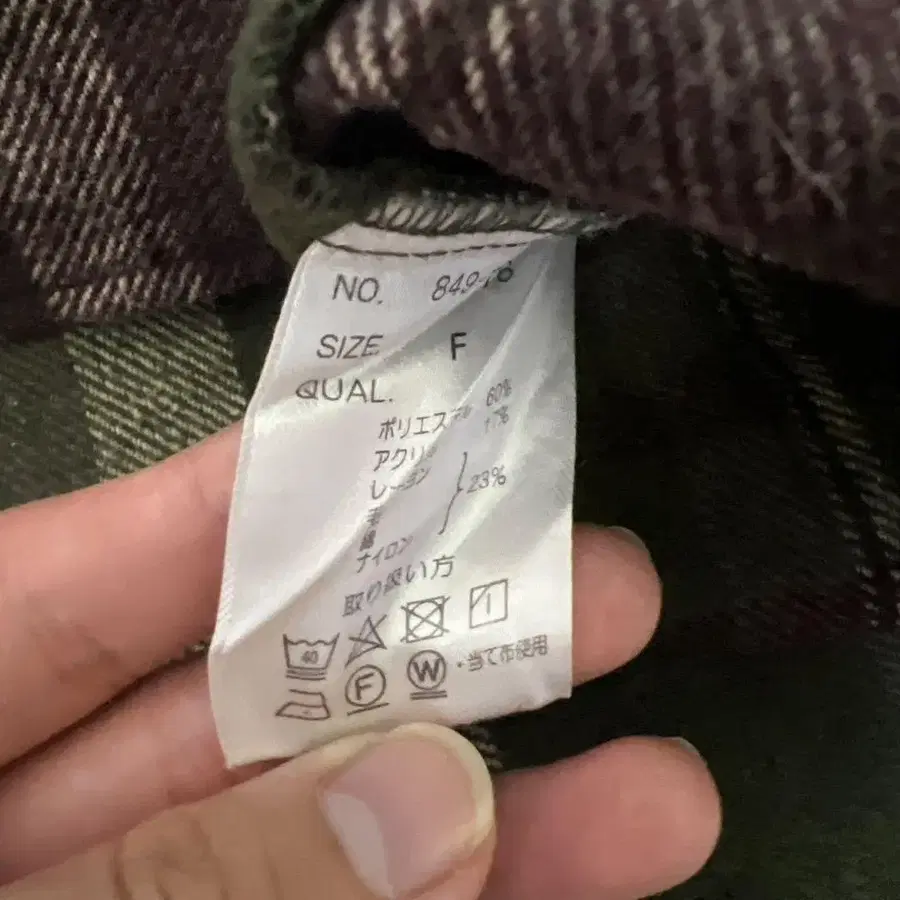 NO.
SIZE F
QUAL.
ポリエステル 60%
アクリル
レーヨン
毛
綿
ナイロン
23%
取り扱い方
40
F W ・当て布使用